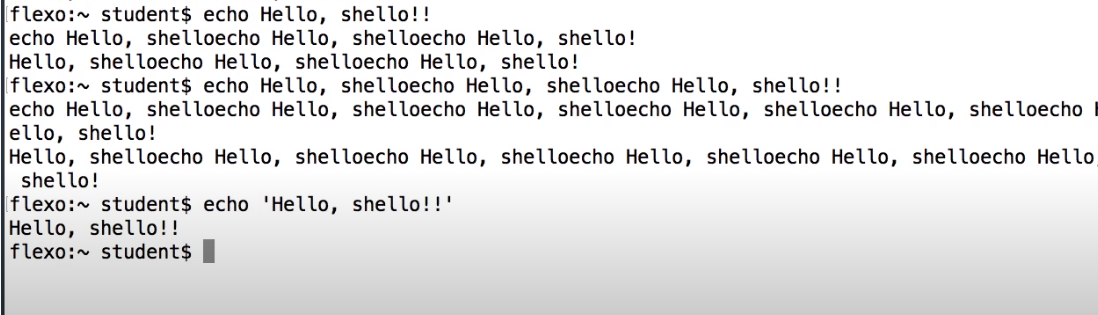 flexo:~ student$ echo Hello, shello!!
echo Hello, shelloecho Hello, shelloecho Hello, shello!
Hello, shelloecho Hello, shelloecho Hello, shello!
flexo:~ student$ echo Hello, shelloecho Hello, shelloecho Hello, shello!!
echo Hello, shelloecho Hello, shelloecho Hello, shelloecho Hello, shelloecho Hello, shelloecho H
ello, shello!
Hello, shelloecho Hello, shelloecho Hello, shelloecho Hello, shelloecho Hello, shelloecho Hello,
 shello!
flexo:~ student$ echo 'Hello, shello!!'
Hello, shello!!
flexo:~ student$